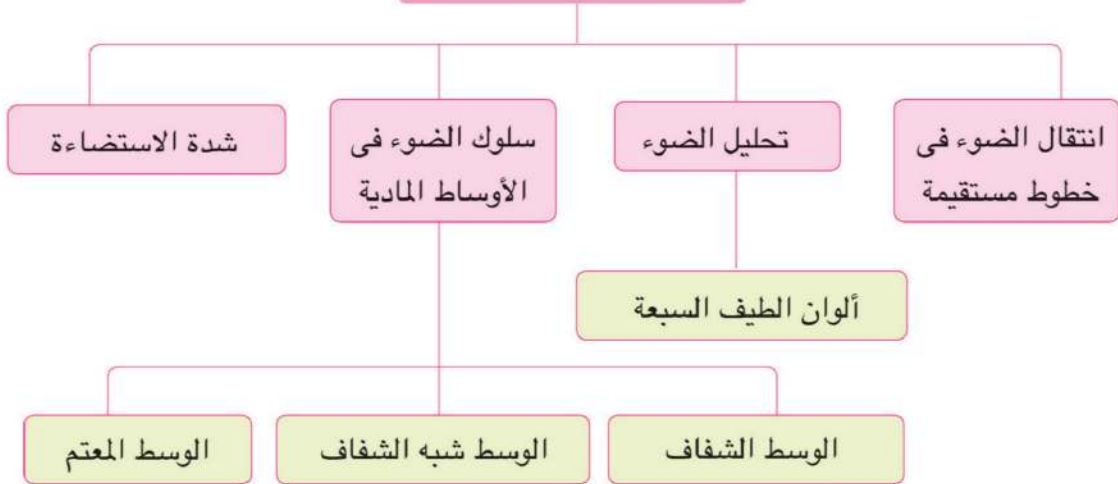 انتقال الضوء فى
خطوط مستقيمة
تحليل الضوء
سلوك الضوء فى
الأوساط المادية
شدة الاستضاءة
ألوان الطيف السبعة
الوسط الشفاف
الوسط شبه الشفاف
الوسط المعتم